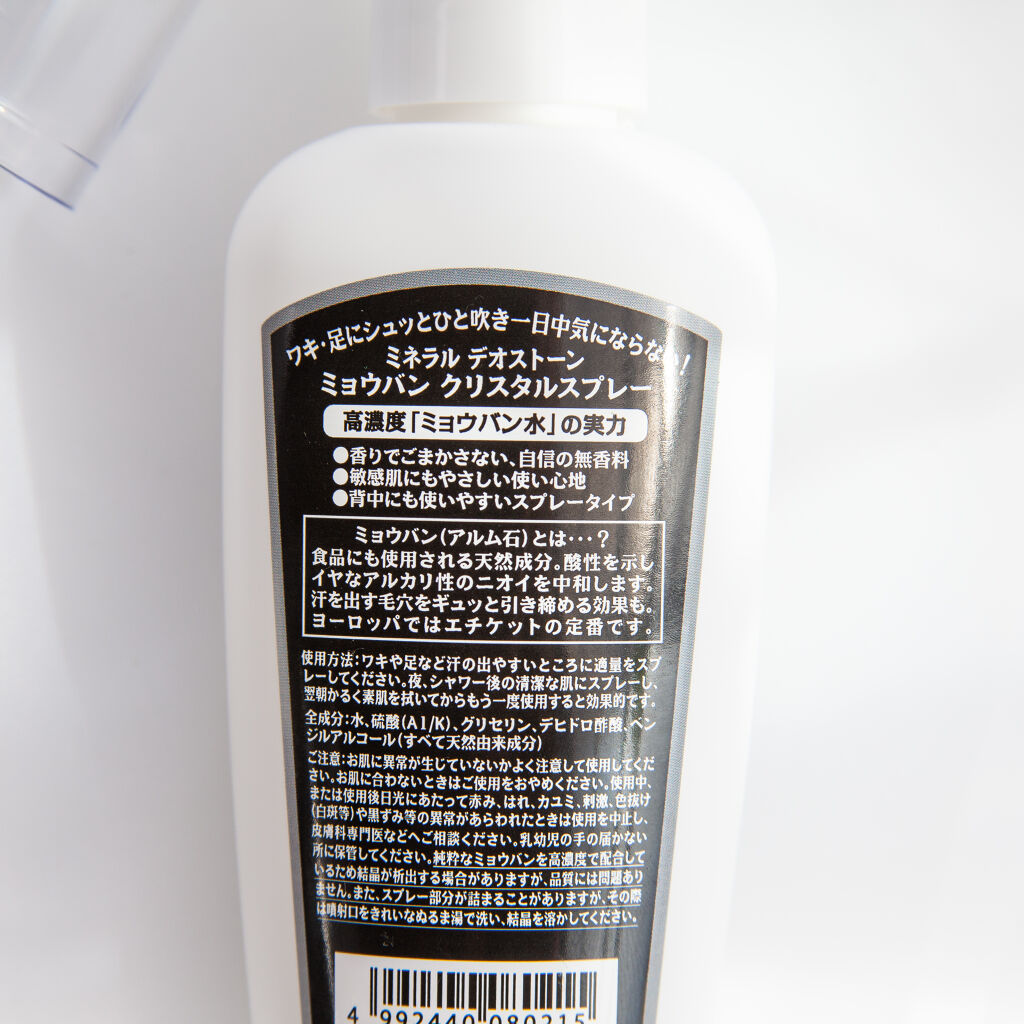 ワキ・足にシュッとひと吹き一日中気にならない!
ミネラル デオストーン
ミョウバン クリスタルスプレー
高濃度「ミョウバン水」の実力
●香りでごまかさない、自信の無香料
●敏感肌にもやさしい使い心地
●背中にも使いやすいスプレータイプ
ミョウバン(アルム石)とは・・・?
食品にも使用される天然成分。酸性を示し
イヤなアルカリ性のニオイを中和します。
汗を出す毛穴をギュッと引き締める効果も。
ヨーロッパではエチケットの定番です。
使用方法:ワキや足など汗の出やすいところに適量をスプ
レーしてください。夜、シャワー後の清潔な肌にスプレーし、
翌朝かるく素肌を拭いてからもう一度使用すると効果的です。
全成分:水、硫酸(A1/K)、グリセリン、デヒドロ酢酸、ベン
ジルアルコール(すべて天然由来成分)
ご注意:お肌に異常が生じていないかよく注意して使用してくだ
さい。お肌に合わないときはご使用をおやめください。使用中、
または使用後日光にあたって赤み、はれ、カユミ、刺激、色抜け
(白斑等)や黒ずみ等の異常があらわれたときは使用を中止し、
皮膚科専門医などへご相談ください。乳幼児の手の届かない
所に保管してください。純粋なミョウバンを高濃度で配合して
いるため結晶が析出する場合がありますが、品質には問題あり
ません。また、スプレー部分が詰まることがありますが、その際
は噴射口をきれいなぬるま湯で洗い、結晶を溶かしてください。
4 992440 080215